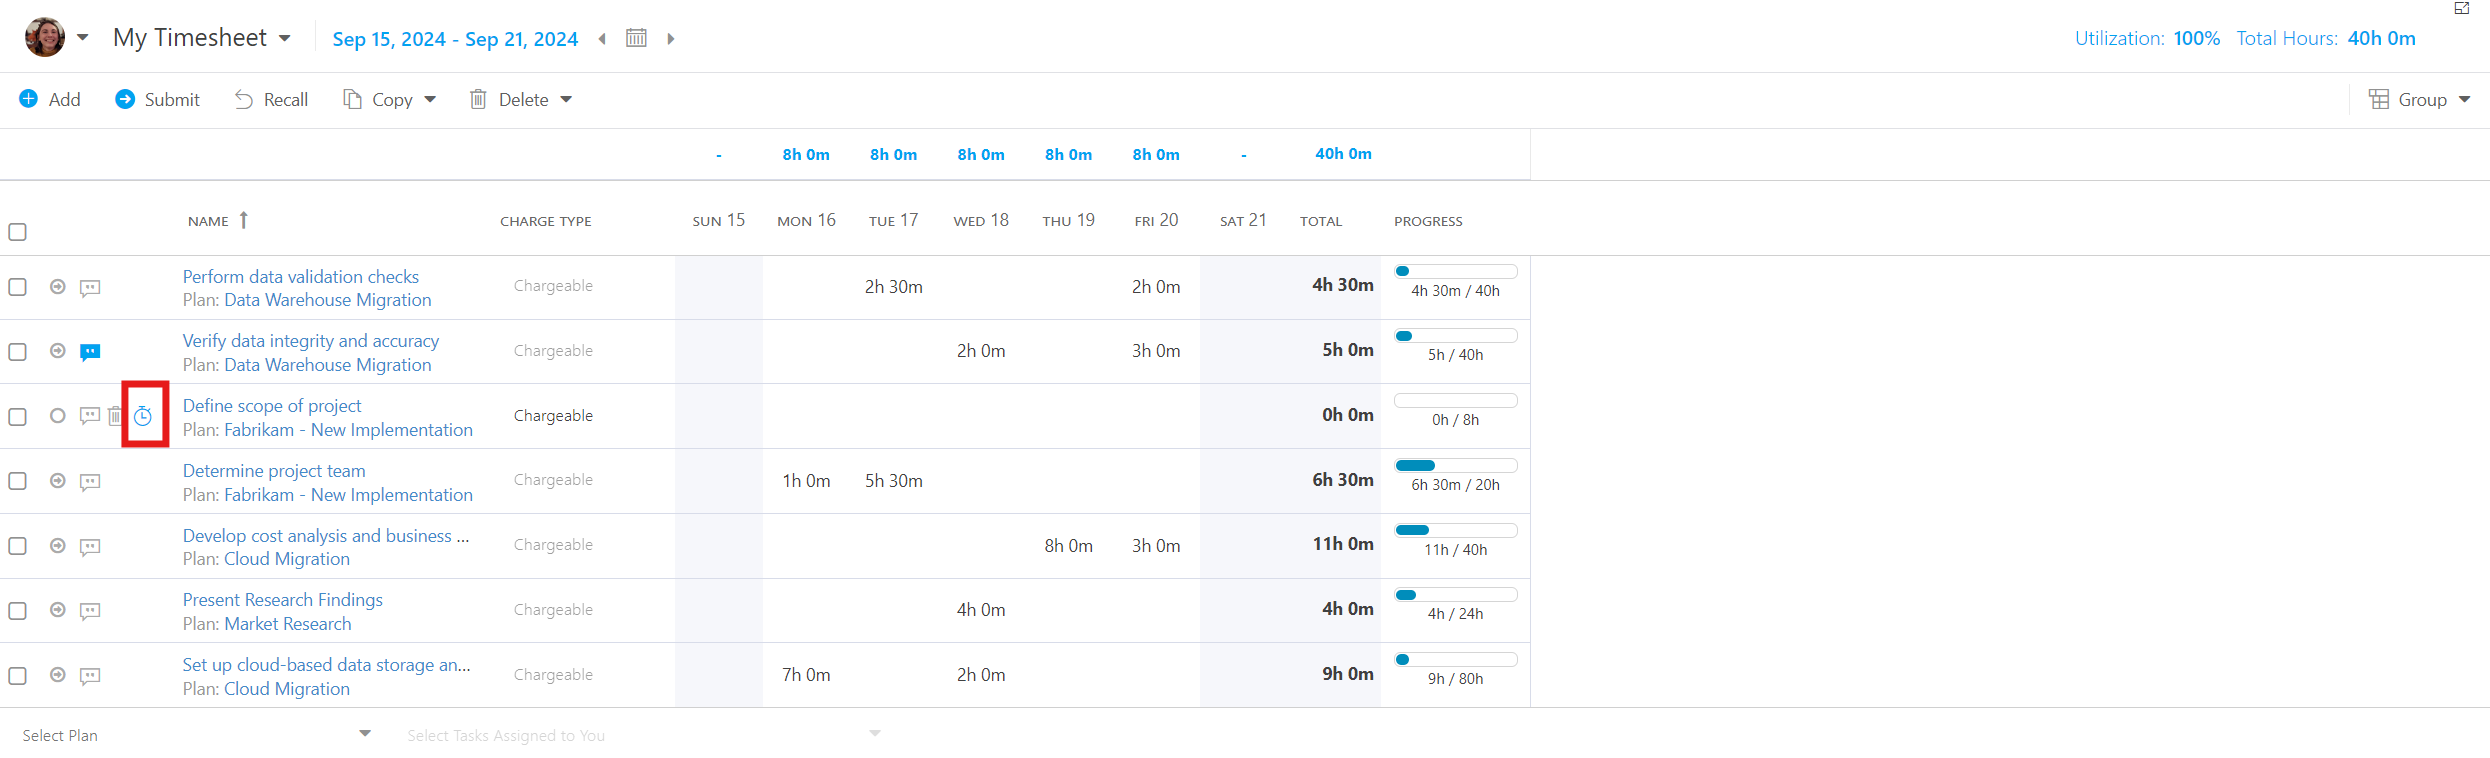 My Timesheet Sep 15, 2024 - Sep 21, 2024 Utilization: 100% Total Hours: 40h 0m
Add Submit Recall Copy Delete Group
- 8h 0m 8h 0m 8h 0m 8h 0m 8h 0m - 40h 0m
NAME CHARGE TYPE SUN 15 MON 16 TUE 17 WED 18 THU 19 FRI 20 SAT 21 TOTAL PROGRESS
Perform data validation checks Chargeable 2h 30m 2h 0m 4h 30m
Plan: Data Warehouse Migration 4h 30m / 40h
Verify data integrity and accuracy Chargeable 2h 0m 3h 0m 5h 0m
Plan: Data Warehouse Migration 5h / 40h
Define scope of project Chargeable 0h 0m
Plan: Fabrikam - New Implementation 0h / 8h
Determine project team Chargeable 1h 0m 5h 30m 6h 30m
Plan: Fabrikam - New Implementation 6h 30m / 20h
Develop cost analysis and business ... Chargeable 8h 0m 3h 0m 11h 0m
Plan: Cloud Migration 11h / 40h
Present Research Findings Chargeable 4h 0m 4h 0m
Plan: Market Research 4h / 24h
Set up cloud-based data storage an... Chargeable 7h 0m 2h 0m 9h 0m
Plan: Cloud Migration 9h / 80h
Select Plan Select Tasks Assigned to You